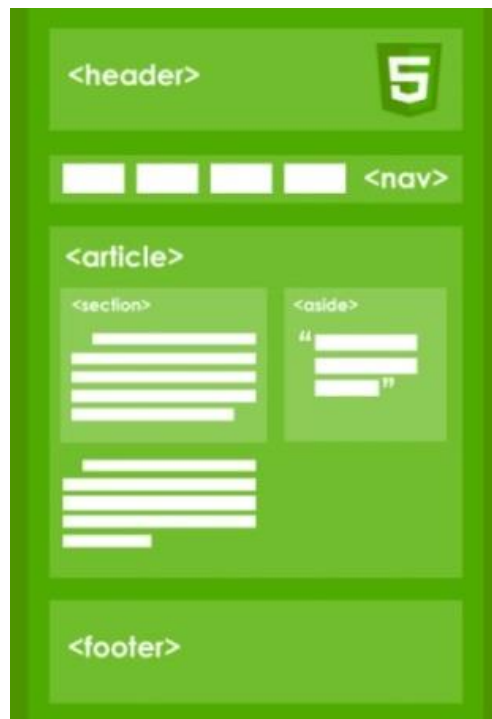 <header>
5
<nav>
<article>
<section>
<aside>
“
”
<footer>